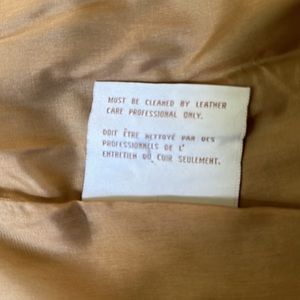 MUST BE CLEANED BY LEATHER
CARE PROFESSIONAL ONLY.
DOIT ÊTRE NETTOYÉ PAR DES
PROFESSIONNELS DE L'
ENTRETIEN DU CUIR SEULEMENT.